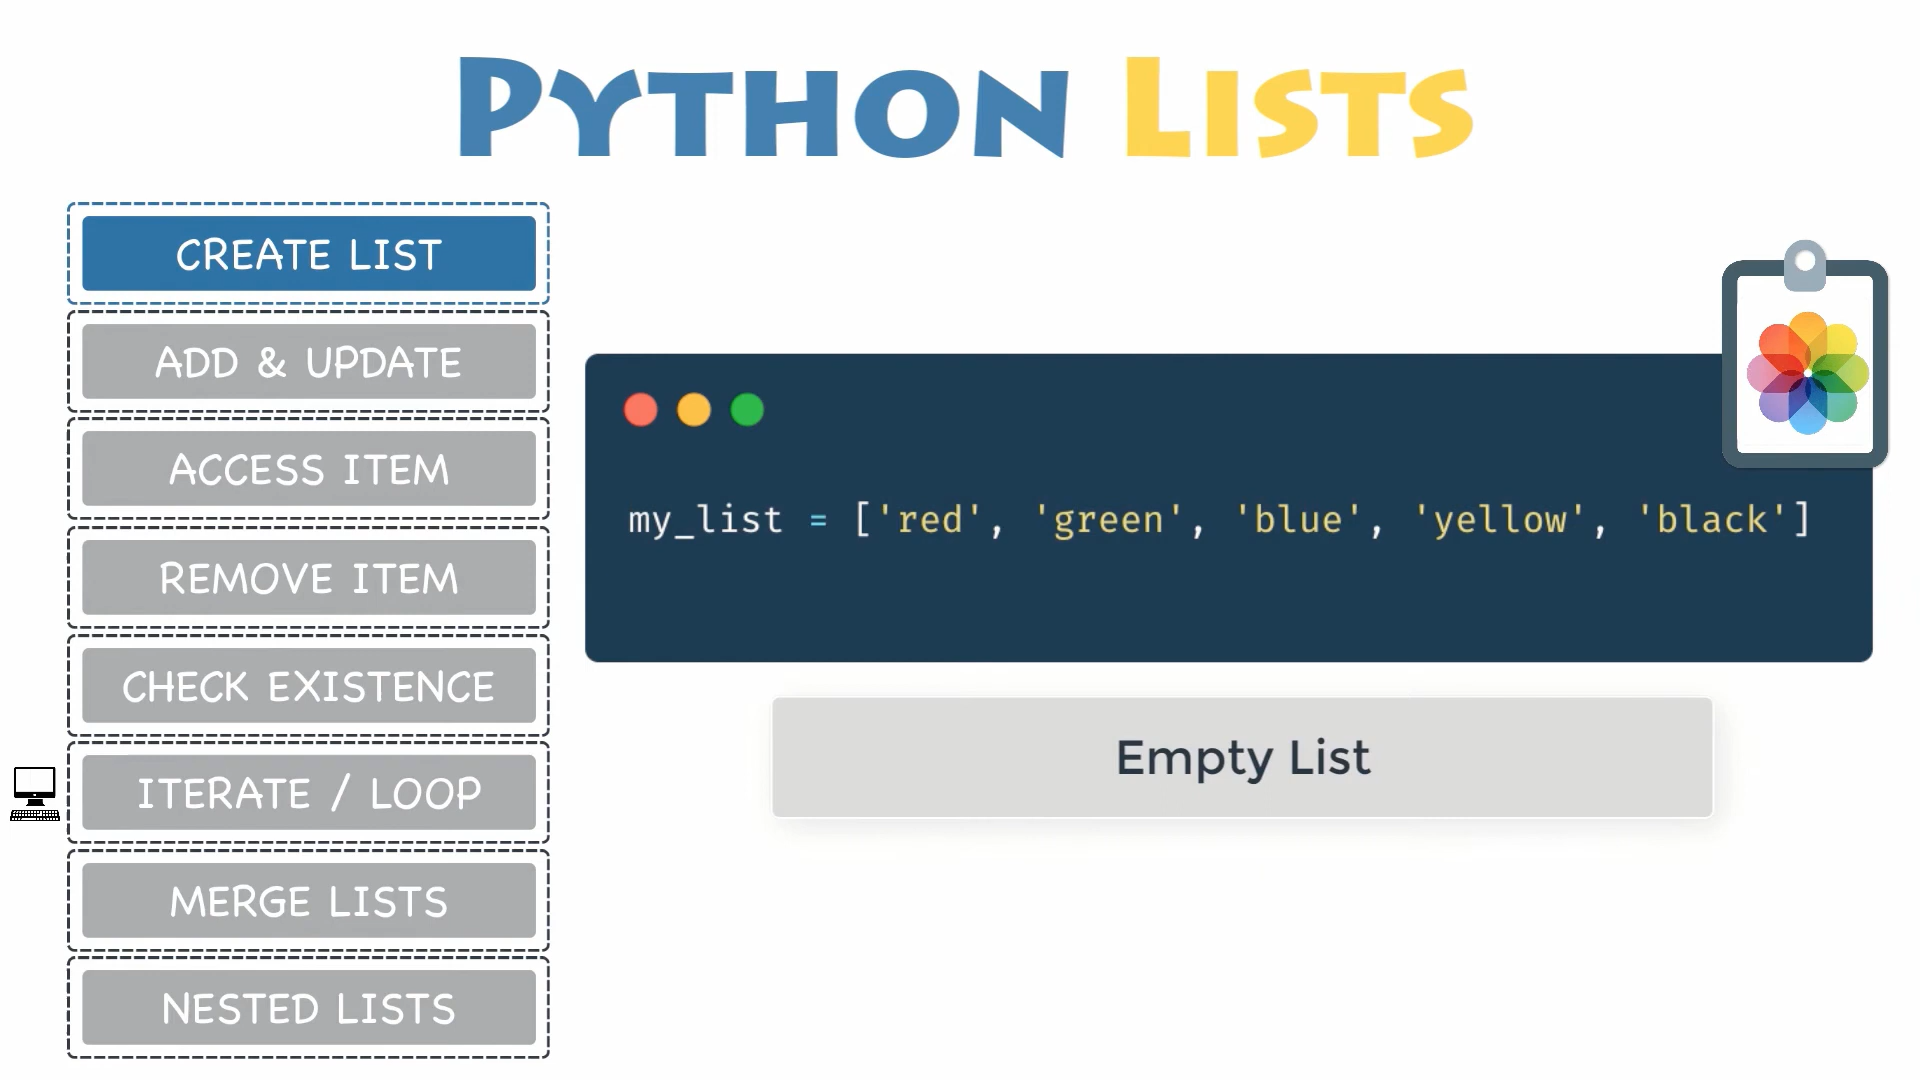 PYTHON LISTS
CREATE LIST
ADD & UPDATE
ACCESS ITEM
REMOVE ITEM
CHECK EXISTENCE
ITERATE / LOOP
MERGE LISTS
NESTED LISTS
my_list = ['red', 'green', 'blue', 'yellow', 'black']
Empty List